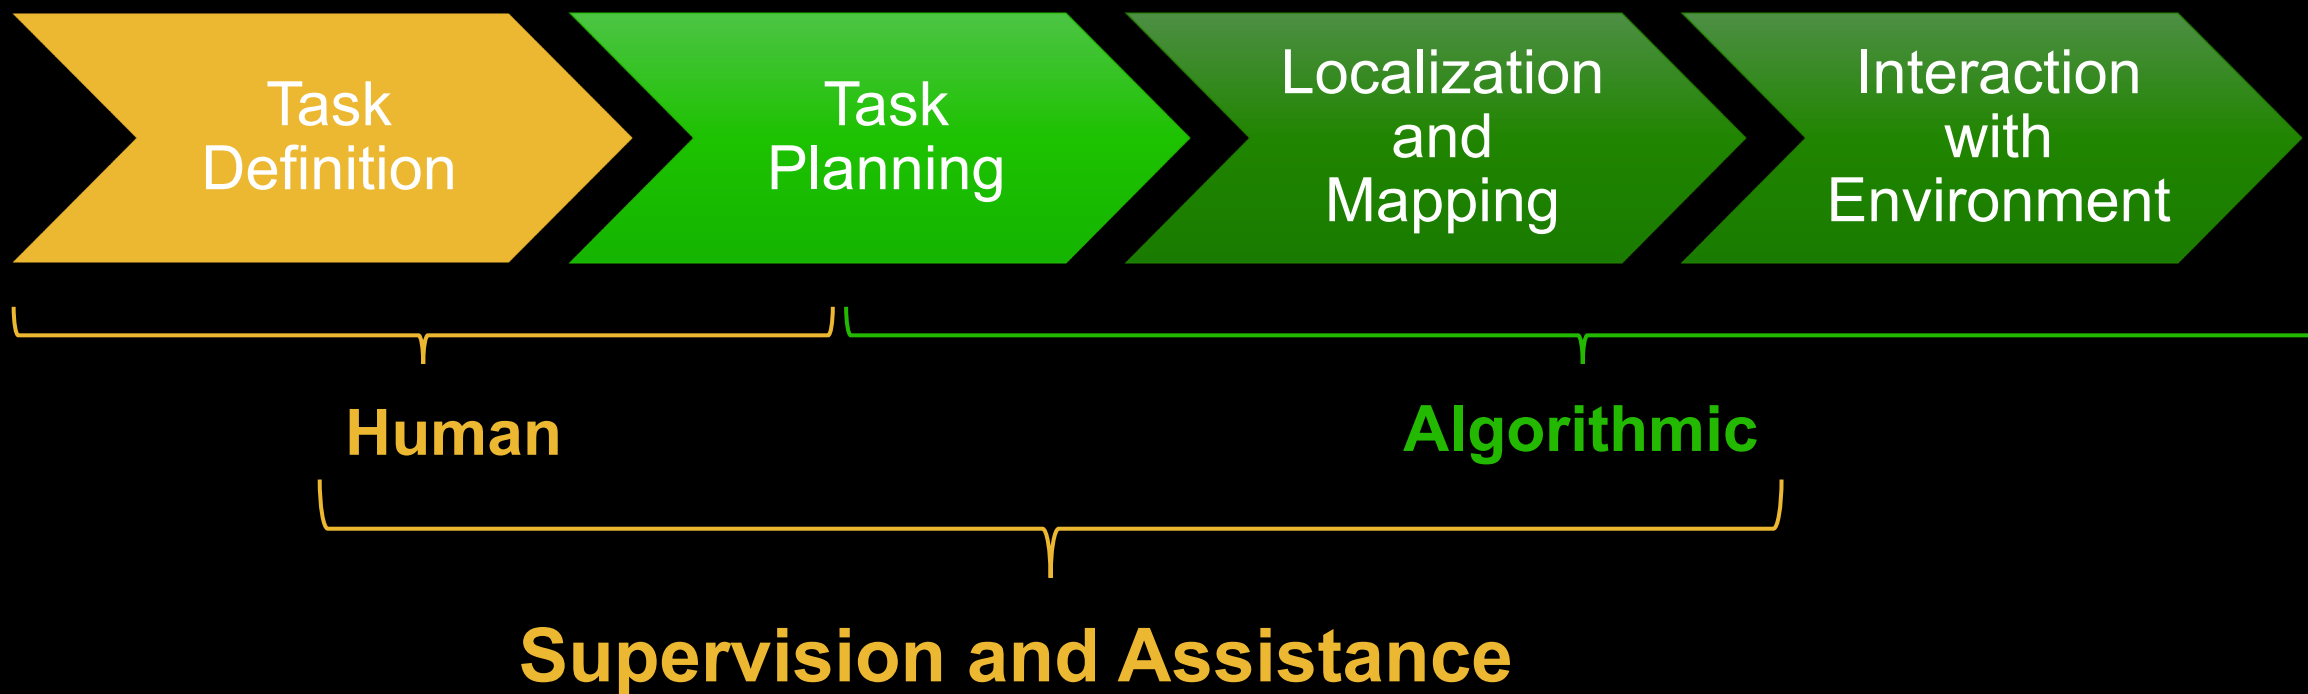 Task
Definition
Task
Planning
Localization
and
Mapping
Interaction
with
Environment
Human
Algorithmic
Supervision and Assistance